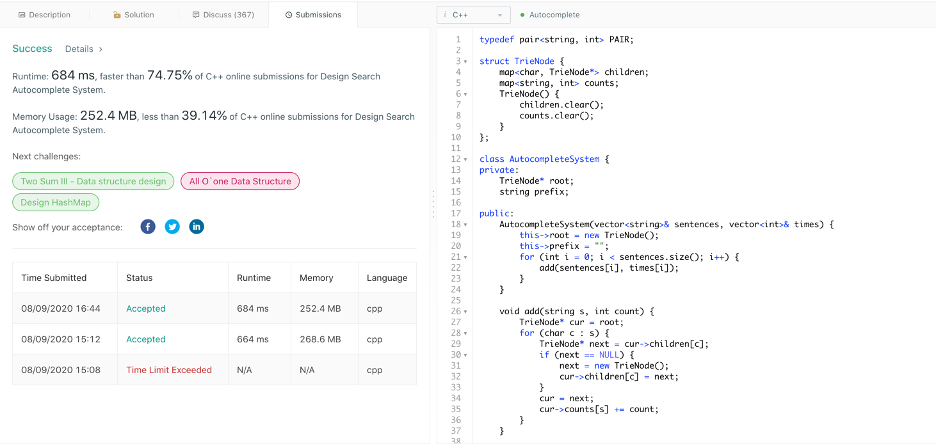 Description
Solution
Discuss (367)
Submissions
Success
Details
Runtime: 684 ms, faster than 74.75% of C++ online submissions for Design Search
Autocomplete System.
Memory Usage: 252.4 MB, less than 39.14% of C++ online submissions for Design Search
Autocomplete System.
Next challenges:
Two Sum III - Data structure design
All O`one Data Structure
Design HashMap
Show off your acceptance:
Time Submitted Status Runtime Memory Language
08/09/2020 16:44 Accepted 684 ms 252.4 MB cpp
08/09/2020 15:12 Accepted 664 ms 268.6 MB cpp
08/09/2020 15:08 Time Limit Exceeded N/A N/A cpp
i C++
Autocomplete
1 typedef pair<string, int> PAIR;
2
3 struct TrieNode {
4 map<char, TrieNode*> children;
5 map<string, int> counts;
6 TrieNode() {
7 children.clear();
8 counts.clear();
9 }
10 };
11
12 class AutocompleteSystem {
13 private:
14 TrieNode* root;
15 string prefix;
16
17 public:
18 AutocompleteSystem(vector<string>& sentences, vector<int>& times) {
19 this->root = new TrieNode();
20 this->prefix = "";
21 for (int i = 0; i < sentences.size(); i++) {
22 add(sentences[i], times[i]);
23 }
24 }
25
26 void add(string s, int count) {
27 TrieNode* cur = root;
28 for (char c : s) {
29 TrieNode* next = cur->children[c];
30 if (next == NULL) {
31 next = new TrieNode();
32 cur->children[c] = next;
33 }
34 cur = next;
35 cur->counts[s] += count;
36 }
37 }
38